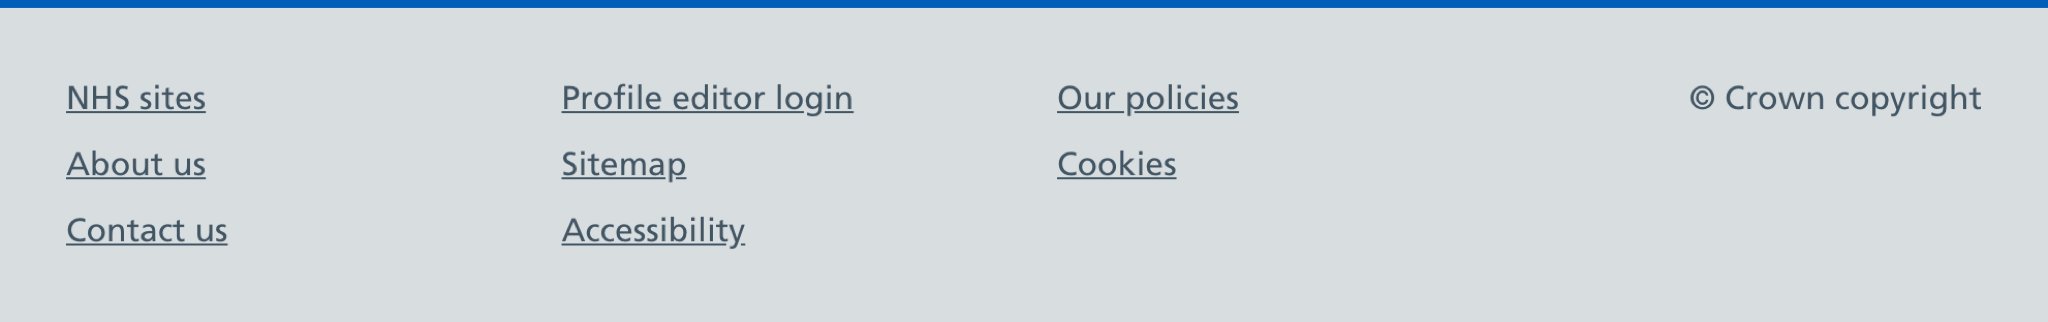 NHS sites
About us
Contact us
Profile editor login
Sitemap
Accessibility
Our policies
Cookies
© Crown copyright